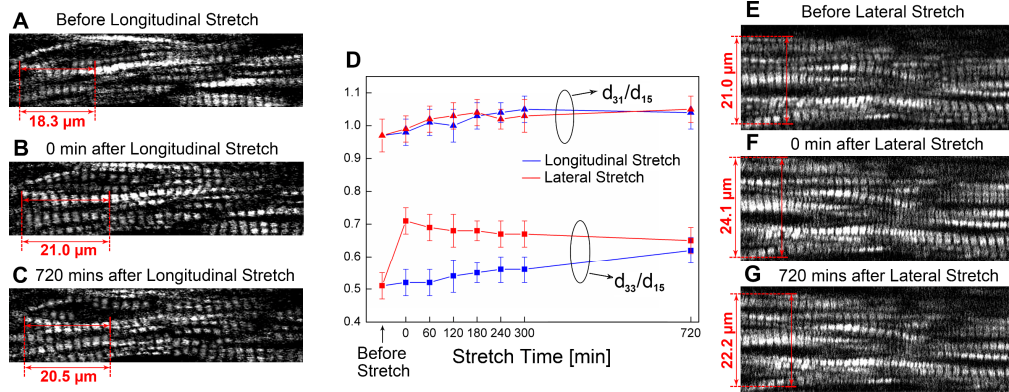 A
Before Longitudinal Stretch
18.3 µm
B
0 min after Longitudinal Stretch
21.0 µm
C
720 mins after Longitudinal Stretch
20.5 µm
D
1.1
1.0
0.9
0.8
0.7
0.6
0.5
0.4
d31/d15
Longitudinal Stretch
Lateral Stretch
d33/d15
0
60
120
180
240
300
720
Before
Stretch
Stretch Time [min]
E
Before Lateral Stretch
21.0 µm
F
0 min after Lateral Stretch
24.1 µm
G
720 mins after Lateral Stretch
22.2 µm